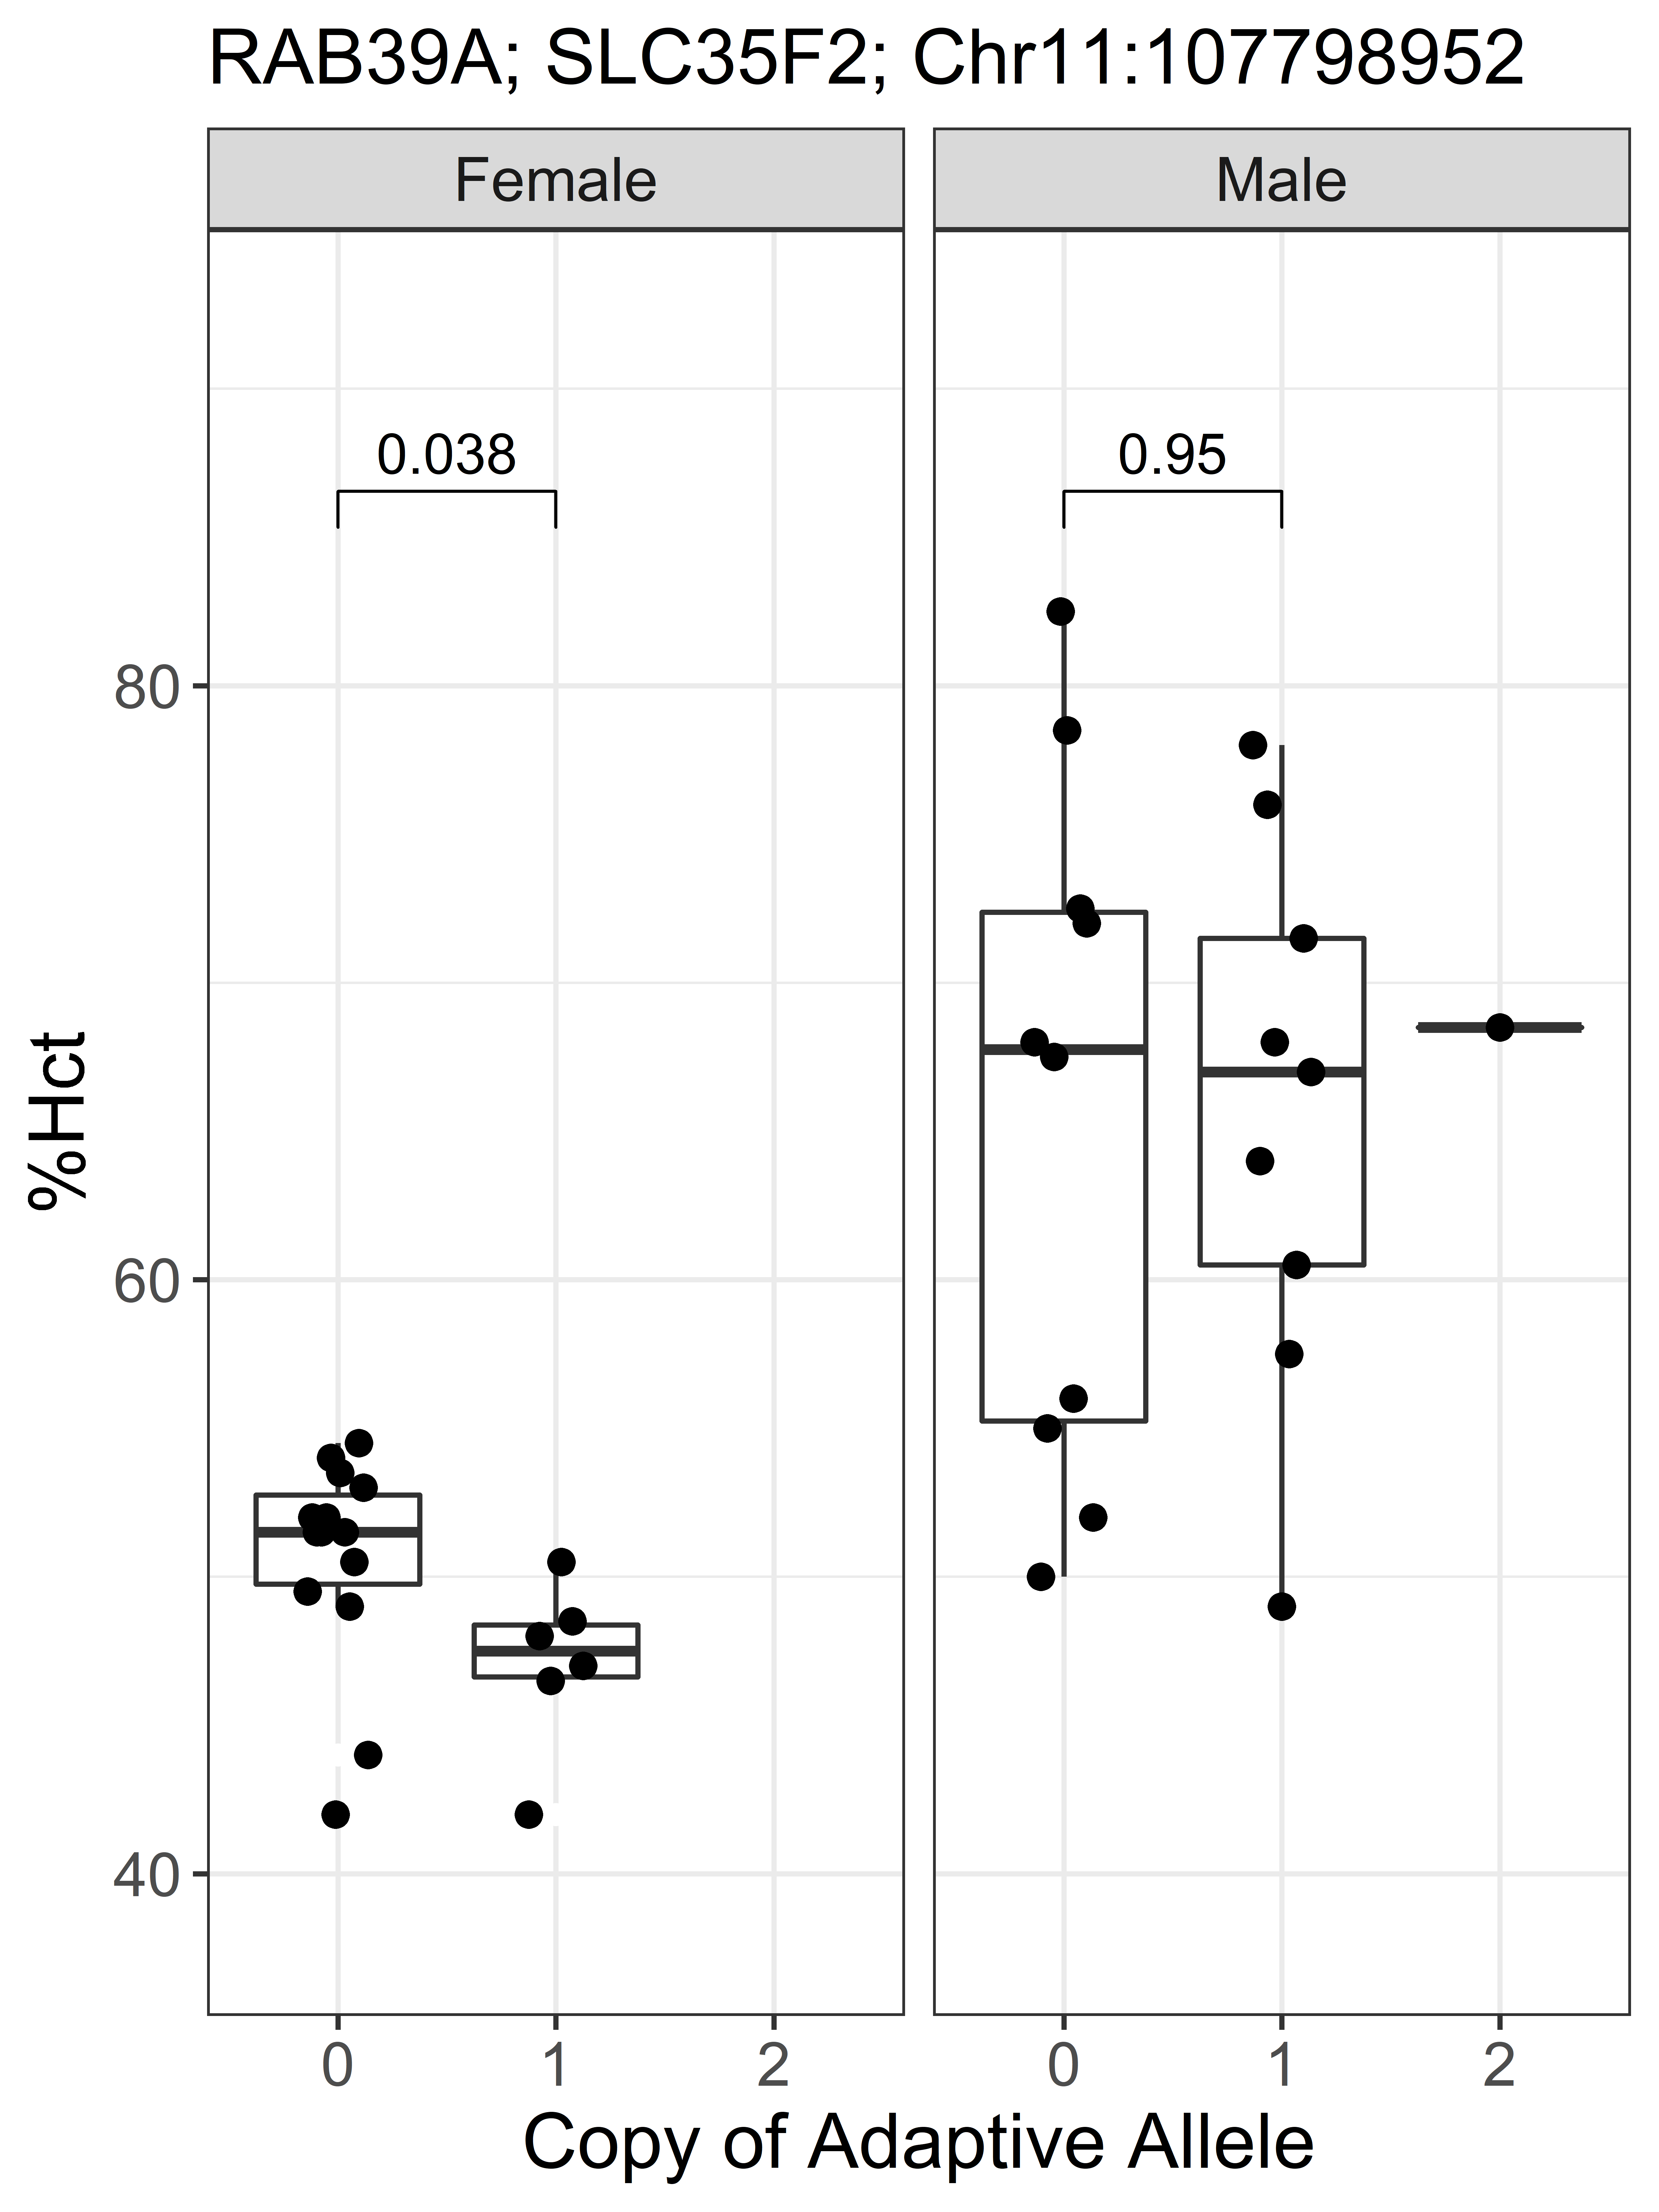 RAB39A; SLC35F2; Chr11:107798952
Female
Male
0.038
0.95
80
60
40
%Hct
0 1 2
0 1 2
Copy of Adaptive Allele